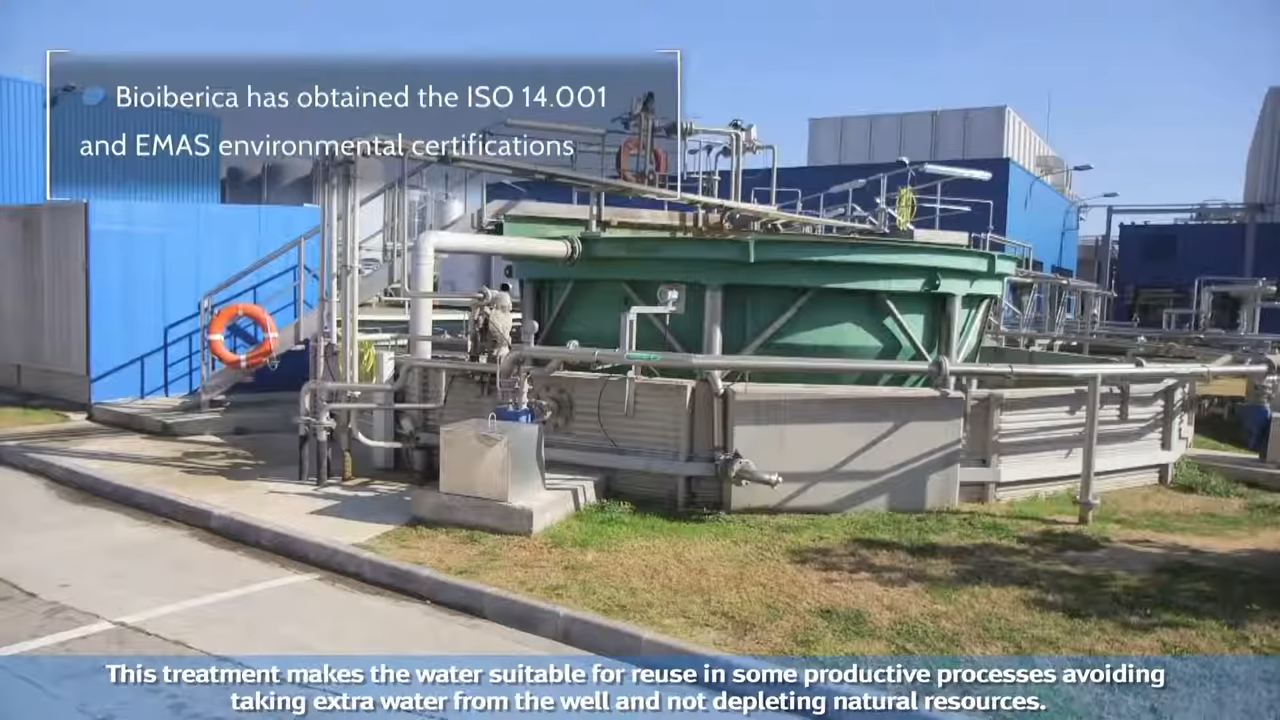 Bioiberica has obtained the ISO 14.001
and EMAS environmental certifications
This treatment makes the water suitable for reuse in some productive processes avoiding
taking extra water from the well and not depleting natural resources.